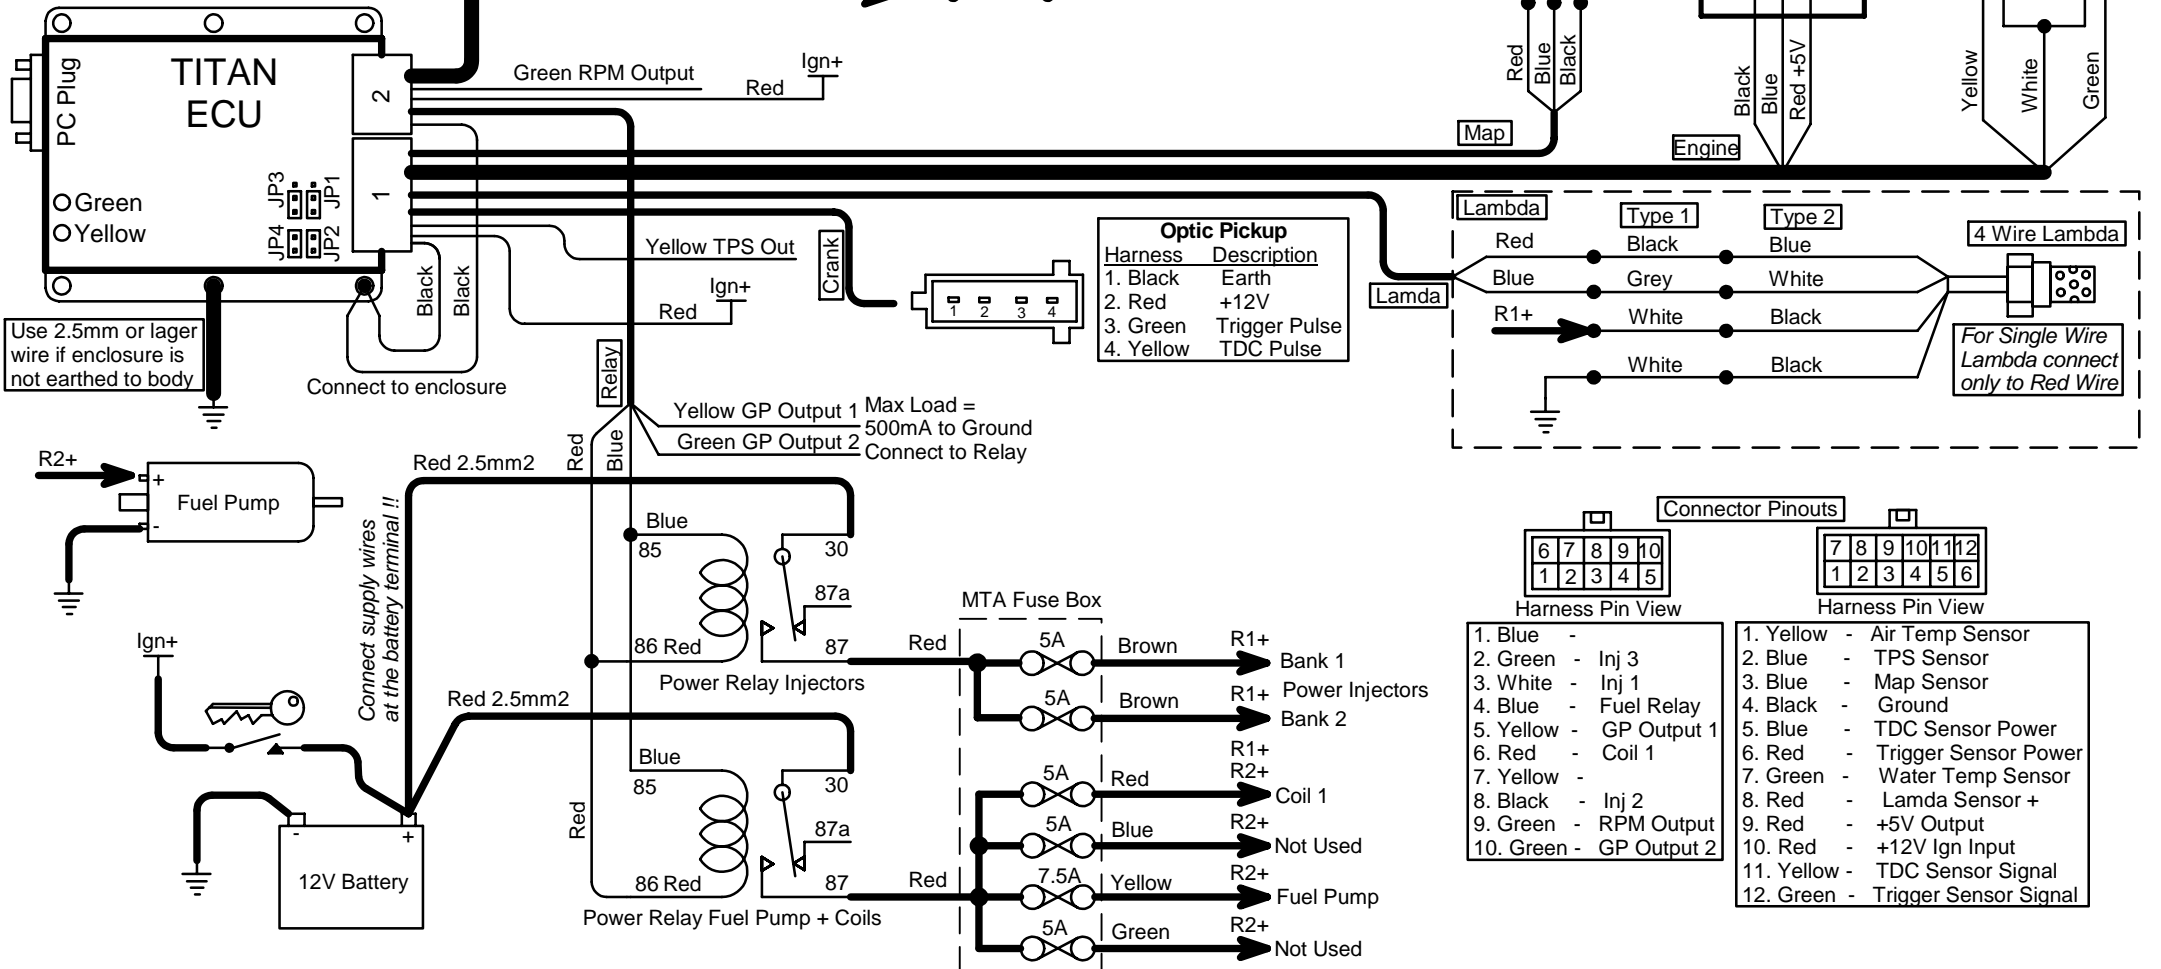 TITAN
ECU
PC Plug
2
1
JP3
JP1
JP4
JP2
Green
Yellow
Green RPM Output
Red
Ign+
Yellow TPS Out
Ign+
Red
Black
Black
Crank
Relay
Use 2.5mm or lager
wire if enclosure is
not earthed to body
Connect to enclosure
Red
Blue
Black
Map
Black
Blue
Red +5V
Engine
Yellow
White
Green
1 2 3 4
Optic Pickup
Harness Description
1. Black Earth
2. Red +12V
3. Green Trigger Pulse
4. Yellow TDC Pulse
Lamda
Lambda
Type 1
Type 2
4 Wire Lambda
Red Black Blue
Blue Grey White
R1+ White Black
White Black
For Single Wire
Lambda connect
only to Red Wire
Red
Blue
Yellow GP Output 1
Green GP Output 2
Max Load =
500mA to Ground
Connect to Relay
R2+
+
-
Fuel Pump
Red 2.5mm2
Connect supply wires
at the battery terminal !!
Blue
85
30
87a
86 Red
87
Power Relay Injectors
Red 2.5mm2
Ign+
Blue
85
30
87a
Red
86 Red
87
Power Relay Fuel Pump + Coils
-
+
12V Battery
MTA Fuse Box
Red
5A Brown R1+ Bank 1
Power Injectors
5A Brown R1+ Bank 2
R1+
5A Red R2+ Coil 1
5A Blue R2+ Not Used
Red
7.5A Yellow R2+ Fuel Pump
5A Green R2+ Not Used
Connector Pinouts
6 7 8 9 10
1 2 3 4 5
Harness Pin View
1. Blue -
2. Green - Inj 3
3. White - Inj 1
4. Blue - Fuel Relay
5. Yellow - GP Output 1
6. Red - Coil 1
7. Yellow -
8. Black - Inj 2
9. Green - RPM Output
10. Green - GP Output 2
7 8 9 10 11 12
1 2 3 4 5 6
Harness Pin View
1. Yellow - Air Temp Sensor
2. Blue - TPS Sensor
3. Blue - Map Sensor
4. Black - Ground
5. Blue - TDC Sensor Power
6. Red - Trigger Sensor Power
7. Green - Water Temp Sensor
8. Red - Lamda Sensor +
9. Red - +5V Output
10. Red - +12V Ign Input
11. Yellow - TDC Sensor Signal
12. Green - Trigger Sensor Signal